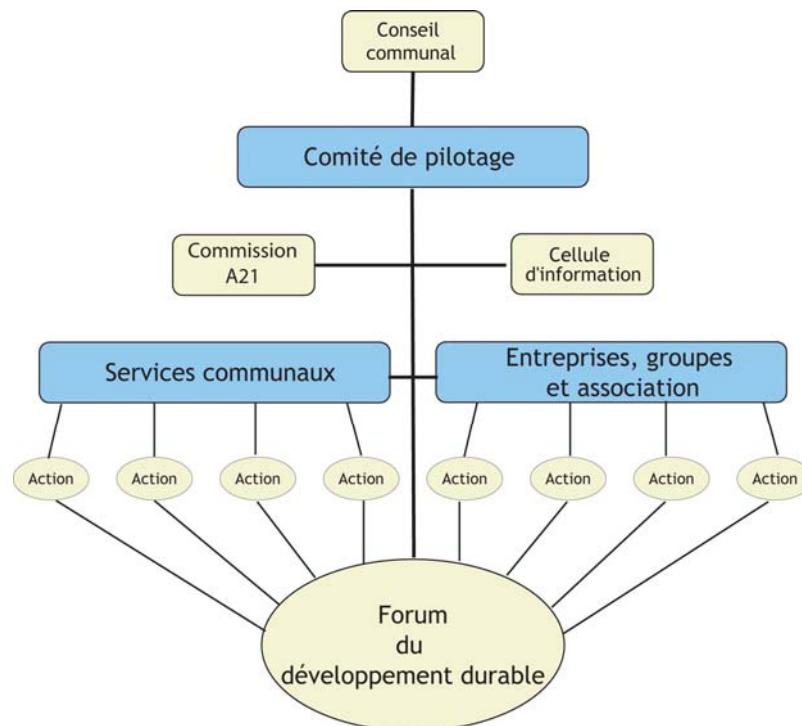 Conseil
communal
Comité de pilotage
Commission
A21
Cellule
d'information
Services communaux
Entreprises, groupes
et association
Action
Action
Action
Action
Action
Action
Action
Action
Forum
du
développement durable